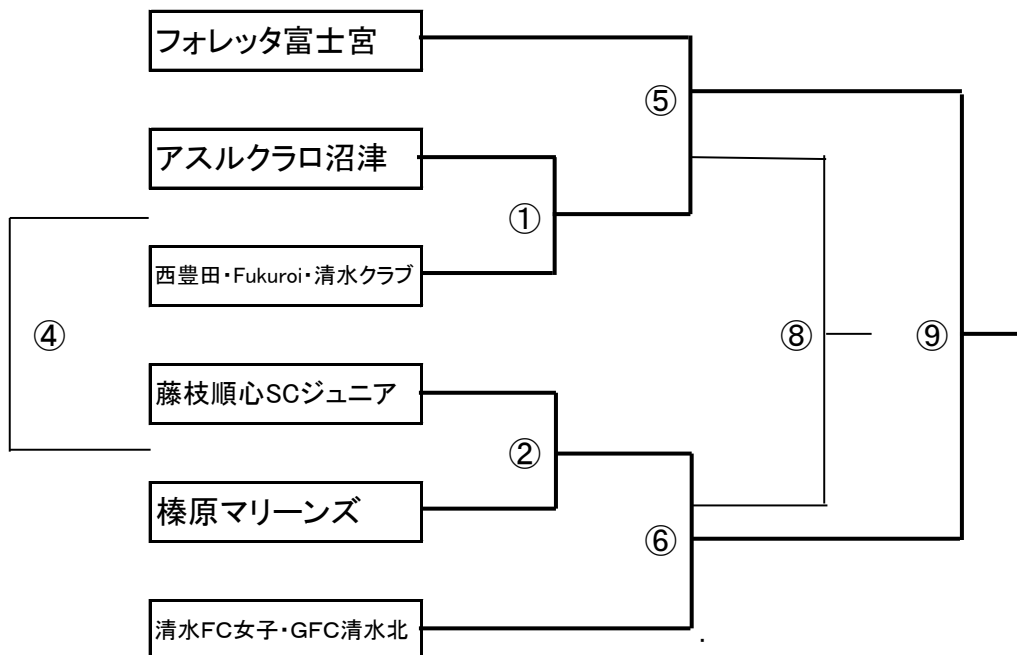 フォレッタ富士宮
⑤
アスルクラロ沼津
①
西豊田・Fukuroi・清水クラブ
④
⑧
⑨
藤枝順心SCジュニア
②
榛原マリーンズ
⑥
清水FC女子・GFC清水北
.